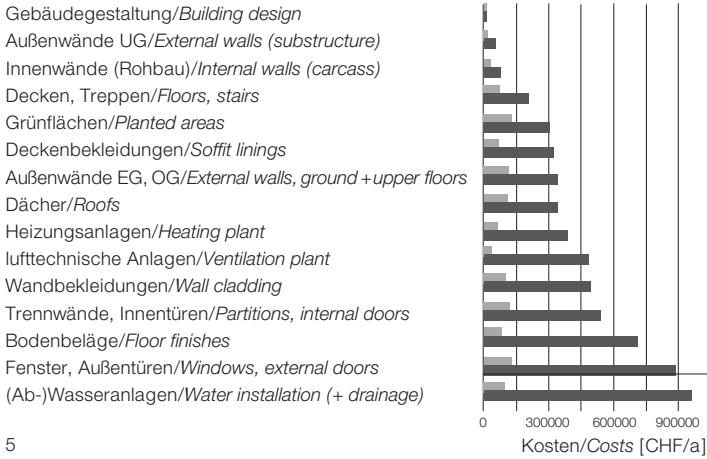 Gebäudegestaltung/Building design
Außenwände UG/External walls (substructure)
Innenwände (Rohbau)/Internal walls (carcass)
Decken, Treppen/Floors, stairs
Grünflächen/Planted areas
Deckenbekleidungen/Soffit linings
Außenwände EG, OG/External walls, ground +upper floors
Dächer/Roofs
Heizungsanlagen/Heating plant
lufttechnische Anlagen/Ventilation plant
Wandbekleidungen/Wall cladding
Trennwände, Innentüren/Partitions, internal doors
Bodenbeläge/Floor finishes
Fenster, Außentüren/Windows, external doors
(Ab-)Wasseranlagen/Water installation (+ drainage)
0 300000 600000 900000
5 Kosten/Costs [CHF/a]